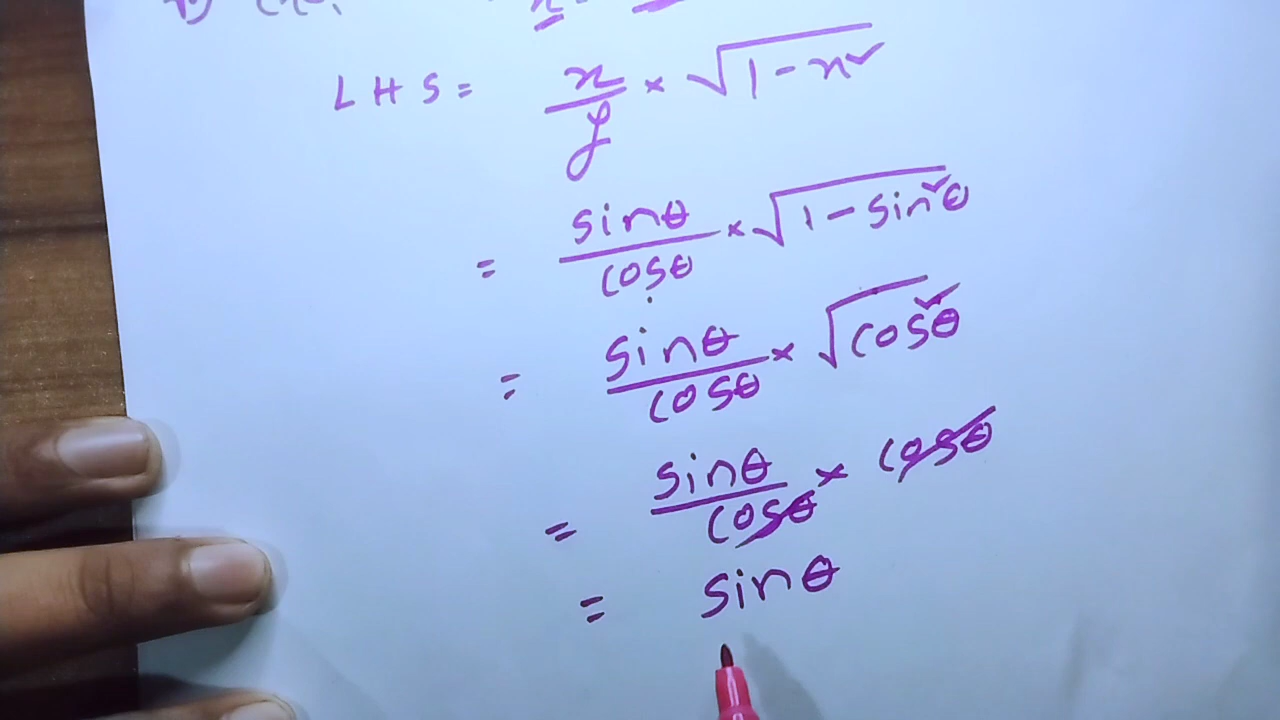 LHS = x/y × √1 - x²
= sinθ/cosθ × √1 - sin²θ
= sinθ/cosθ × √cos²θ
= sinθ/cosθ × cosθ
= sinθ